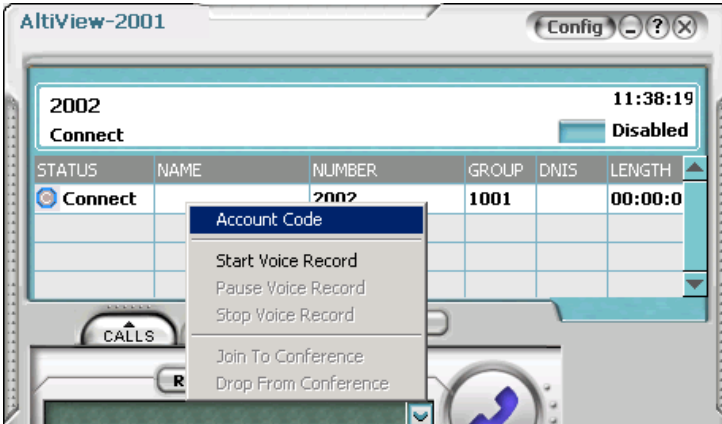 AltiView-2001
Config ?
2002 11:38:19
Connect Disabled
STATUS NAME NUMBER GROUP DNIS LENGTH
Connect 2002 1001 00:00:0
Account Code
Start Voice Record
Pause Voice Record
Stop Voice Record
CALLS
Join To Conference
R
Drop From Conference